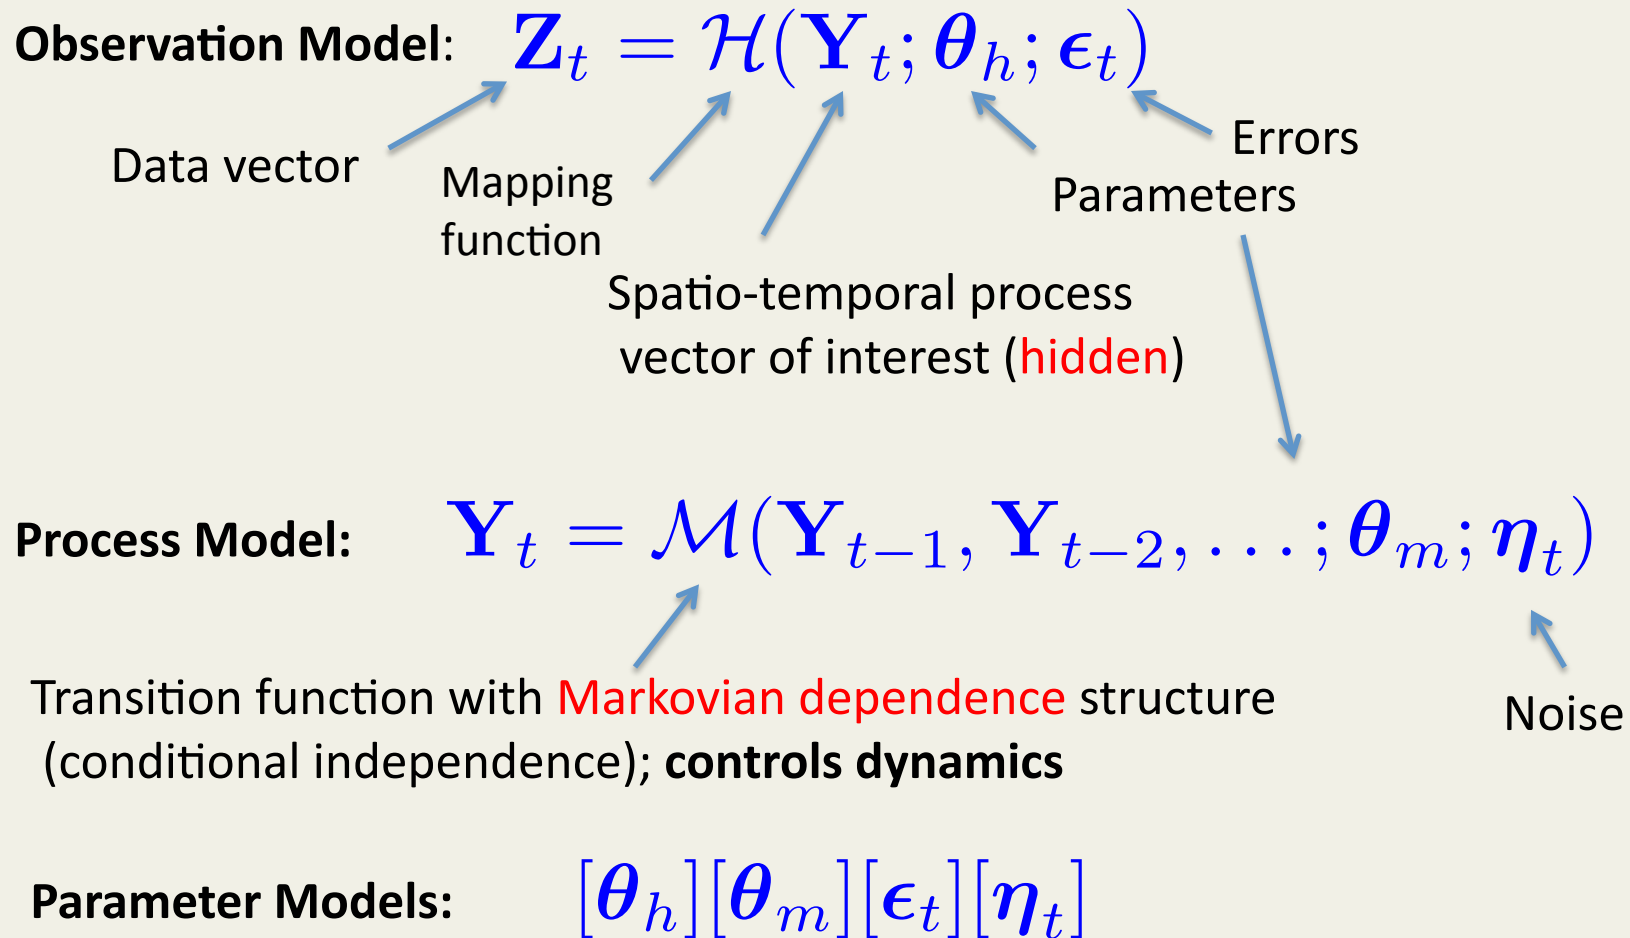 Observation Model: Z_t = ℋ(Y_t; θ_h; ϵ_t)
Data vector
Mapping
function
Errors
Parameters
Spatio-temporal process
vector of interest (hidden)
Process Model: Y_t = ℳ(Y_{t−1}, Y_{t−2}, . . . ; θ_m; η_t)
Transition function with Markovian dependence structure
(conditional independence); controls dynamics
Noise
Parameter Models: [θ_h][θ_m][ϵ_t][η_t]